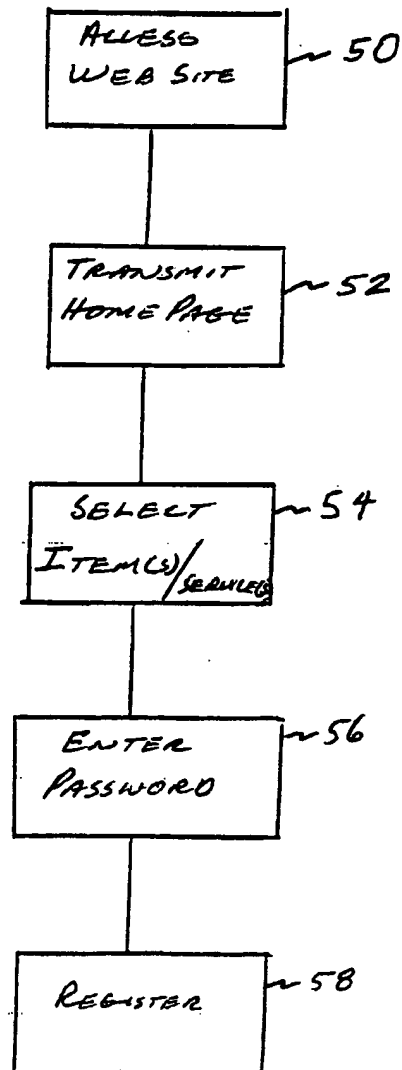 ACCESS
WEB SITE
50
TRANSMIT
HOME PAGE
52
SELECT
ITEM(S)/SERVICE(S)
54
ENTER
PASSWORD
56
REGISTER
58